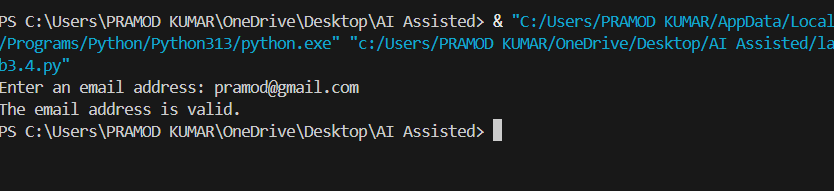 PS C:\Users\PRAMOD KUMAR\OneDrive\Desktop\AI Assisted> & "C:/Users/PRAMOD KUMAR/AppData/Local
/Programs/Python/Python313/python.exe" "c:/Users/PRAMOD KUMAR/OneDrive/Desktop/AI Assisted/la
b3.4.py"
Enter an email address: pramod@gmail.com
The email address is valid.
PS C:\Users\PRAMOD KUMAR\OneDrive\Desktop\AI Assisted>